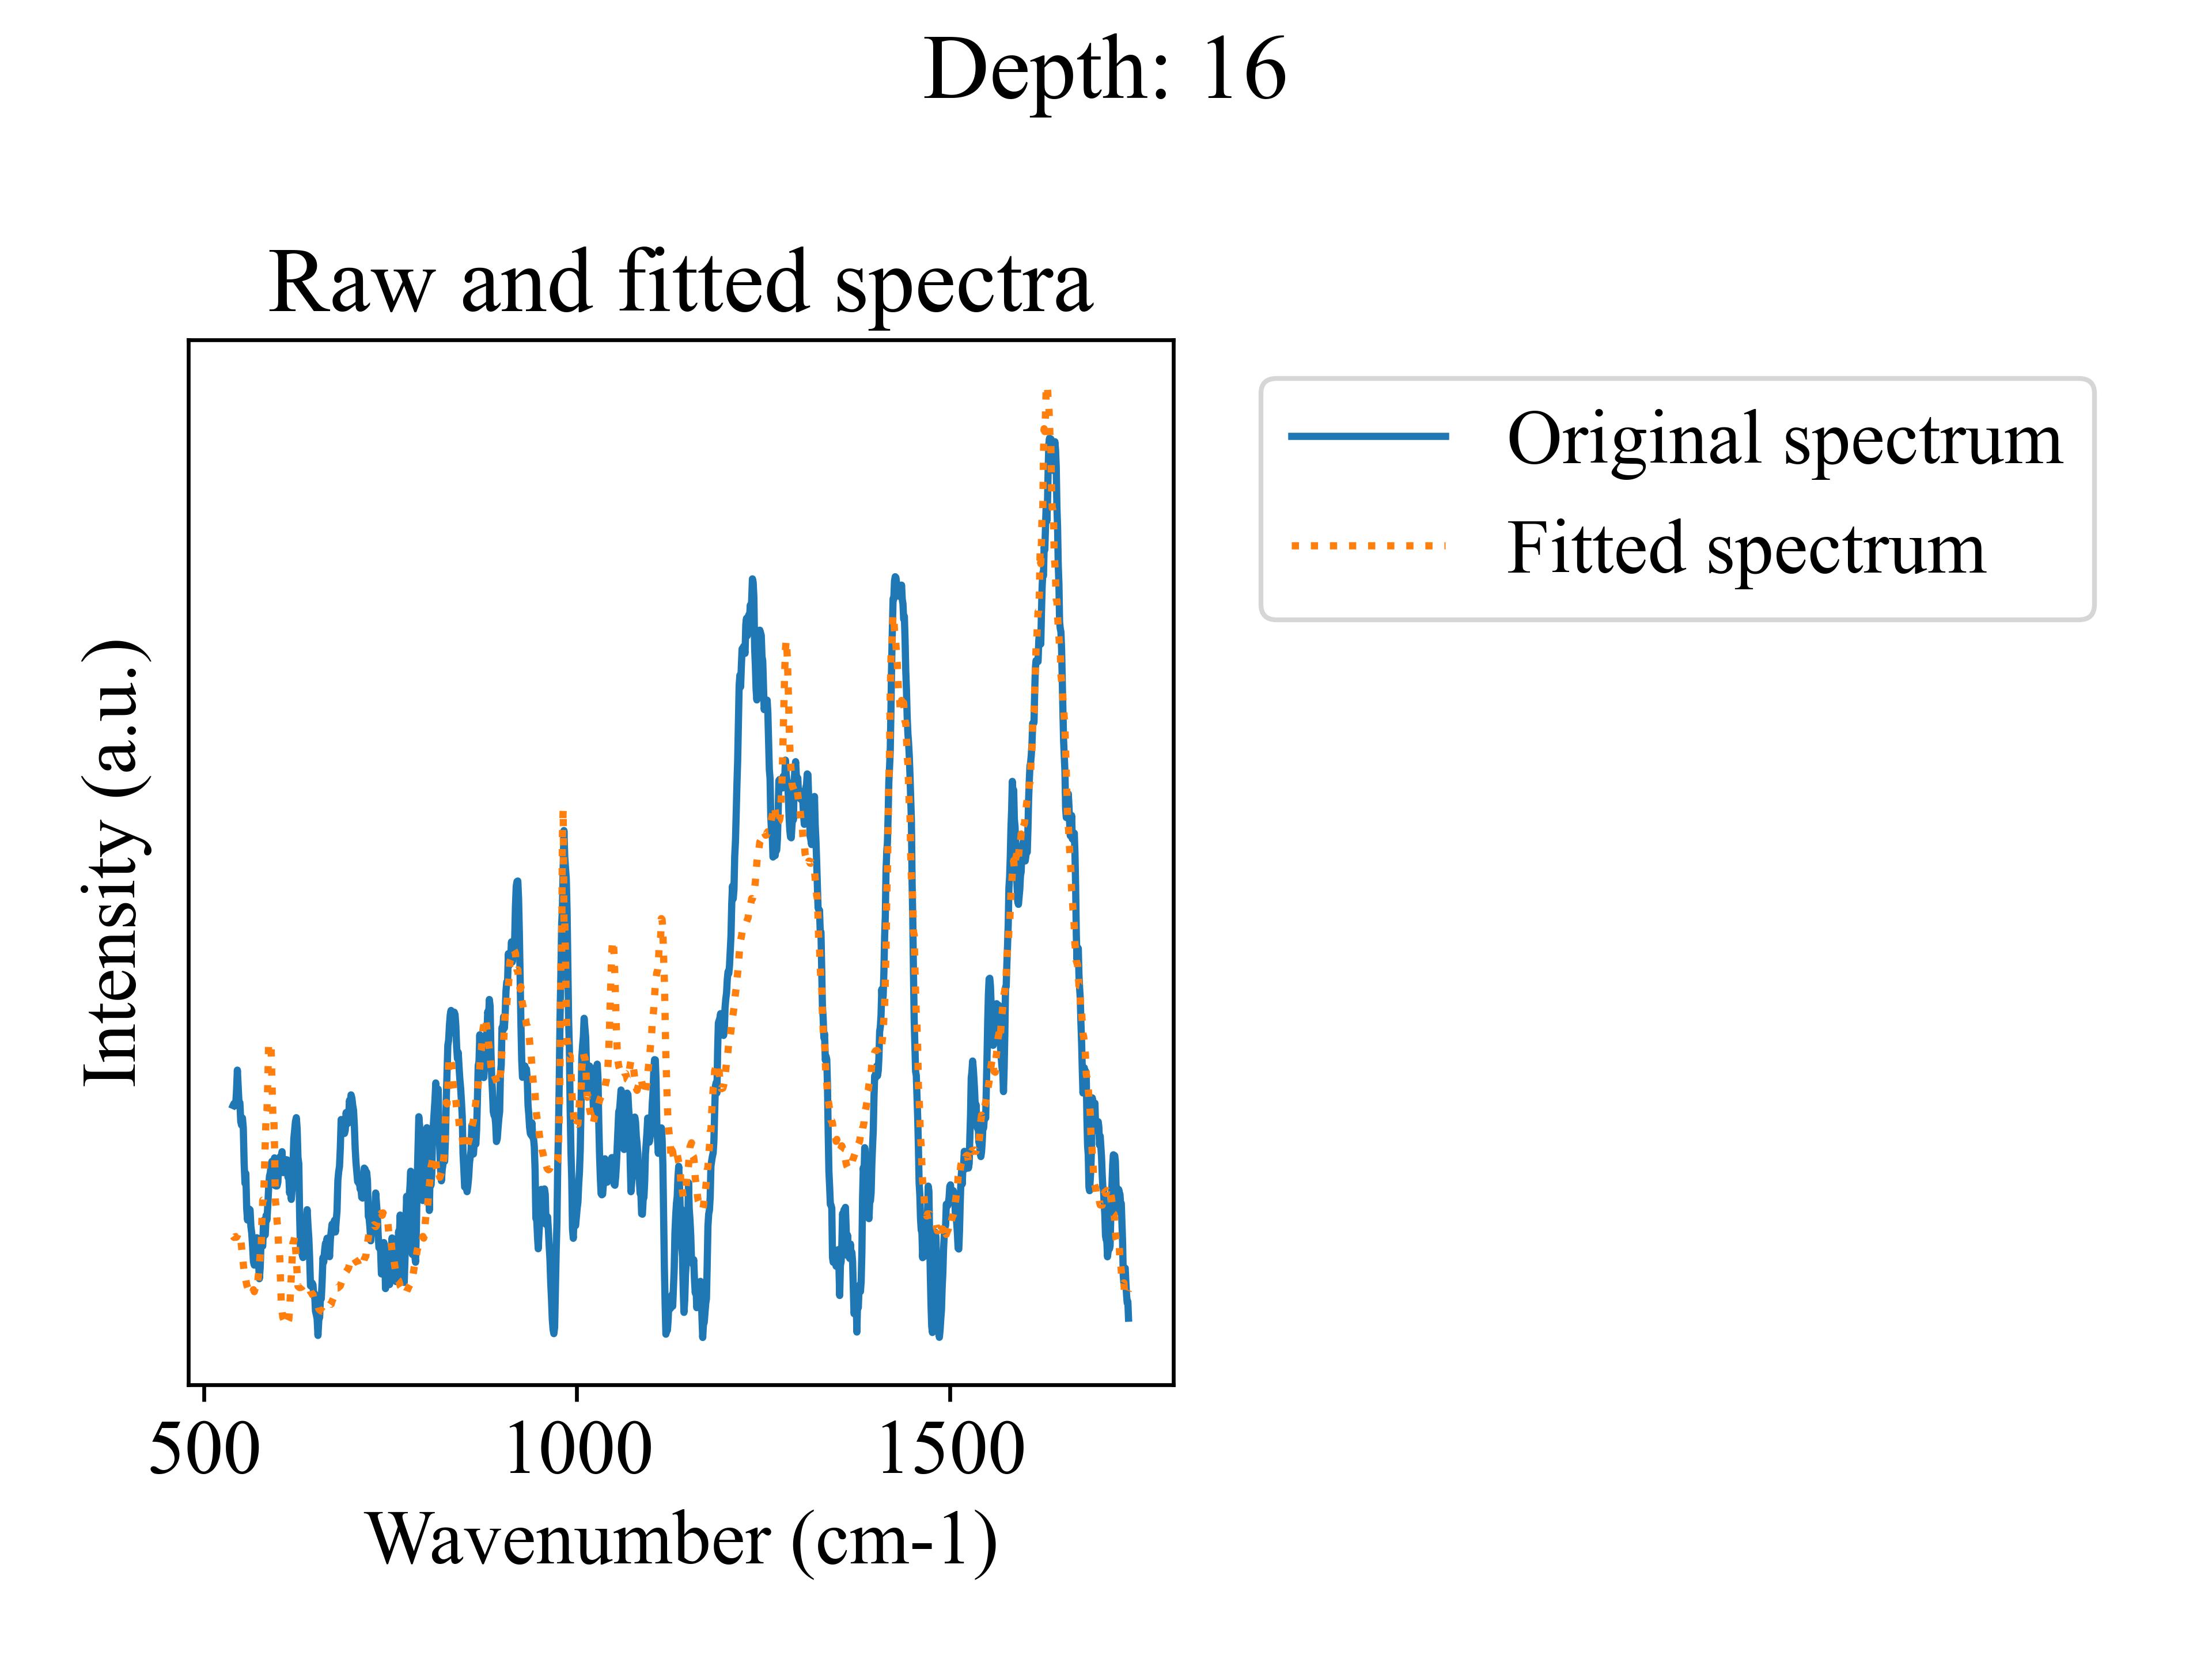 Depth: 16
Raw and fitted spectra
Original spectrum
Fitted spectrum
Intensity (a.u.)
500 1000 1500
Wavenumber (cm-1)